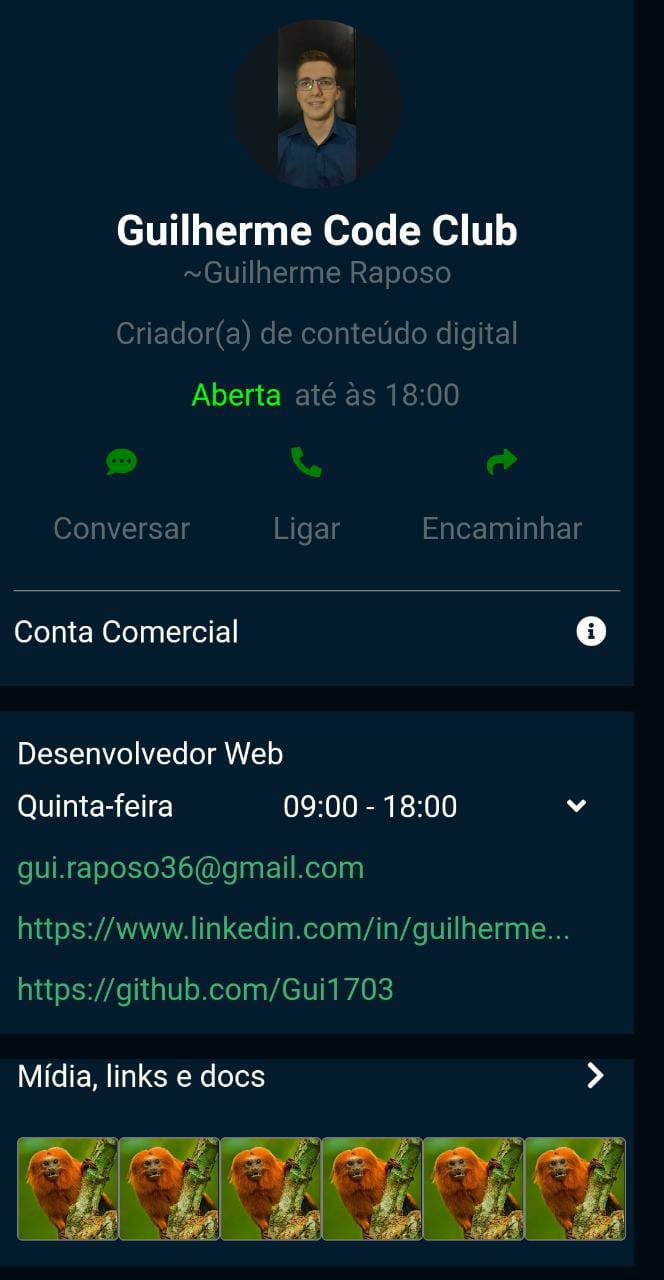 Guilherme Code Club
~Guilherme Raposo
Criador(a) de conteúdo digital
Aberta até às 18:00
Conversar Ligar Encaminhar
Conta Comercial
Desenvolvedor Web
Quinta-feira 09:00 - 18:00
gui.raposo36@gmail.com
https://www.linkedin.com/in/guilherme...
https://github.com/Gui1703
Mídia, links e docs